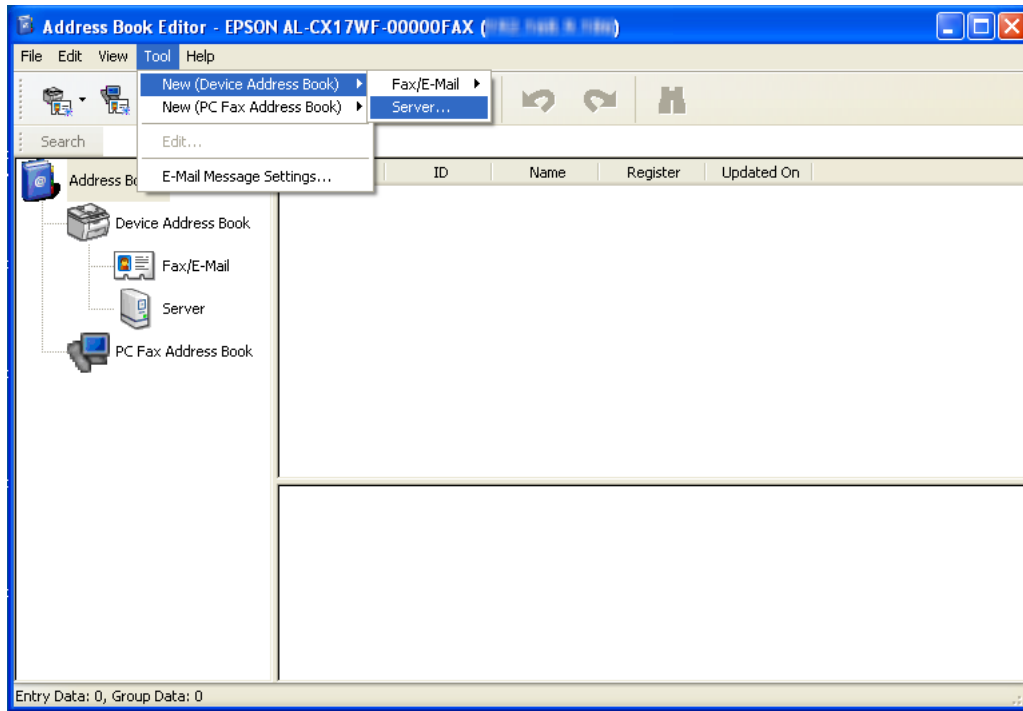 Address Book Editor - EPSON AL-CX17WF-00000FAX ( )
File Edit View Tool Help
New (Device Address Book) Fax/E-Mail
New (PC Fax Address Book) Server...
Search Edit...
E-Mail Message Settings...
Address Bo ID Name Register Updated On
Device Address Book
Fax/E-Mail
Server
PC Fax Address Book
Entry Data: 0, Group Data: 0